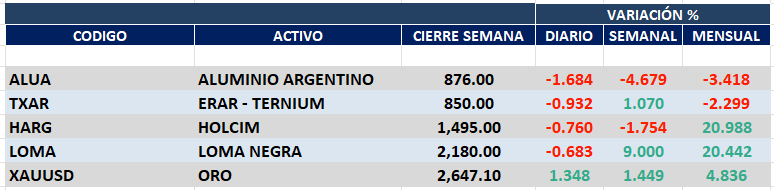 VARIACIÓN %
CODIGO ACTIVO CIERRE SEMANA DIARIO SEMANAL MENSUAL
ALUA ALUMINIO ARGENTINO 876.00 -1.684 -4.679 -3.418
TXAR ERAR - TERNIUM 850.00 -0.932 1.070 -2.299
HARG HOLCIM 1,495.00 -0.760 -1.754 20.988
LOMA LOMA NEGRA 2,180.00 -0.683 9.000 20.442
XAUUSD ORO 2,647.10 1.348 1.449 4.836